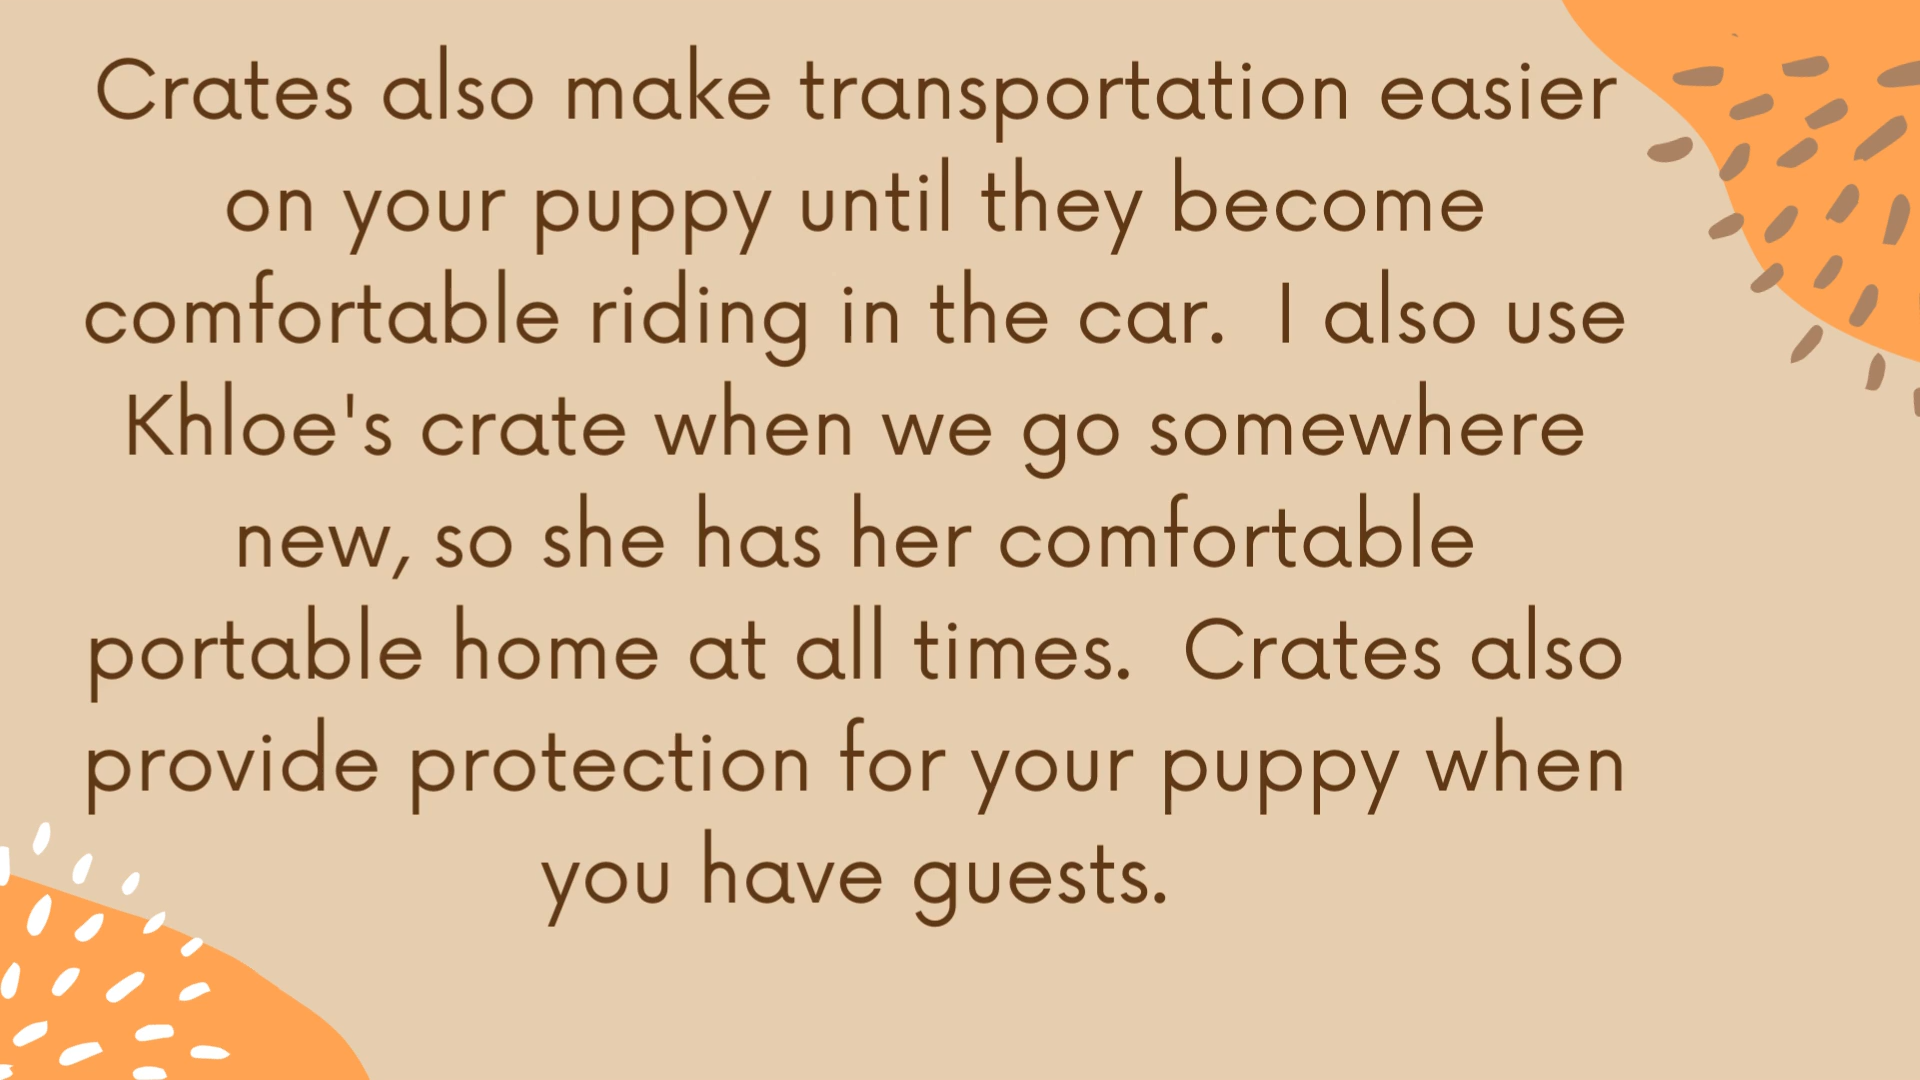 Crates also make transportation easier
on your puppy until they become
comfortable riding in the car.  I also use
Khloe's crate when we go somewhere
new, so she has her comfortable
portable home at all times.  Crates also
provide protection for your puppy when
you have guests.